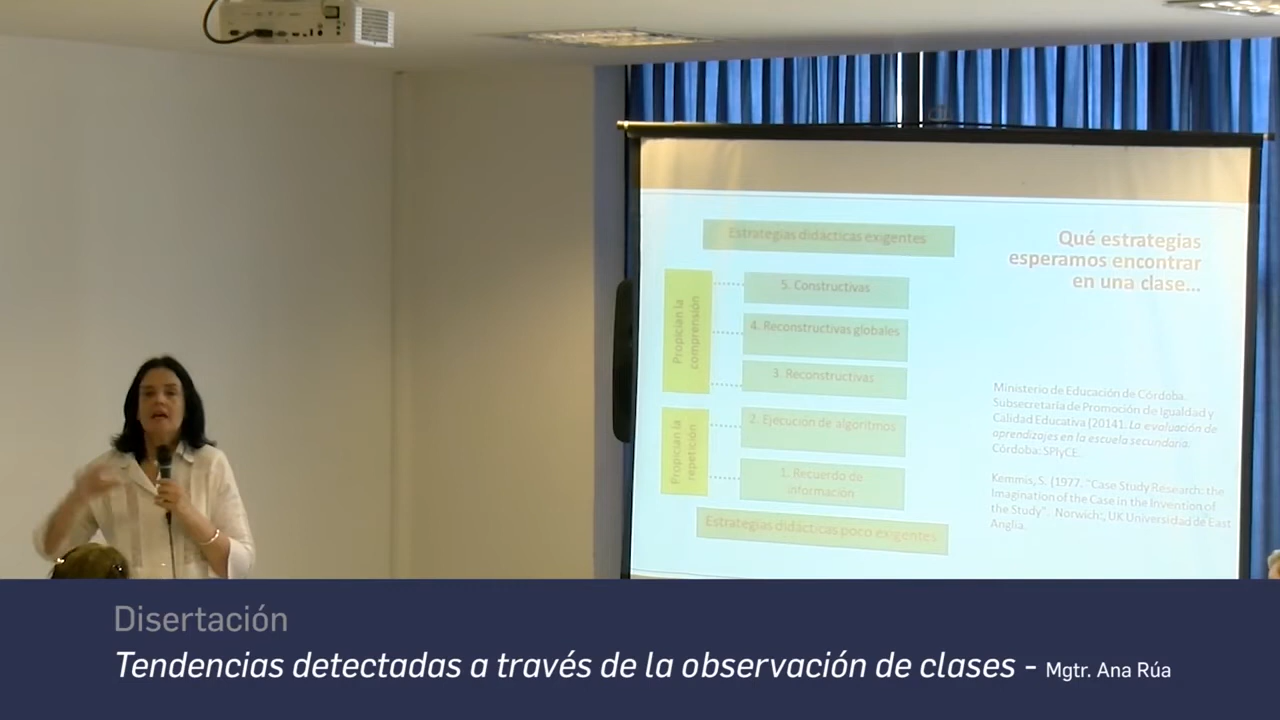 Estrategias didácticas exigentes
Qué estrategias
esperamos encontrar
en una clase...
Propician la
comprensión
5. Constructivas
4. Reconstructivas globales
3. Reconstructivas
Propician la
repetición
2. Ejecución de algoritmos
1. Recuerdo de
información
Estrategias didácticas poco exigentes
Ministerio de Educación de Córdoba.
Subsecretaría de Promoción de Igualdad y
Calidad Educativa (2014). La evaluación de
aprendizajes en la escuela secundaria.
Córdoba: SPIyCE.
Kemmis, S. (1977. "Case Study Research: the
Imagination of the Case in the Invention of
the Study". Norwich:, UK Universidad de East
Anglia.
Disertación
Tendencias detectadas a través de la observación de clases - Mgtr. Ana Rúa